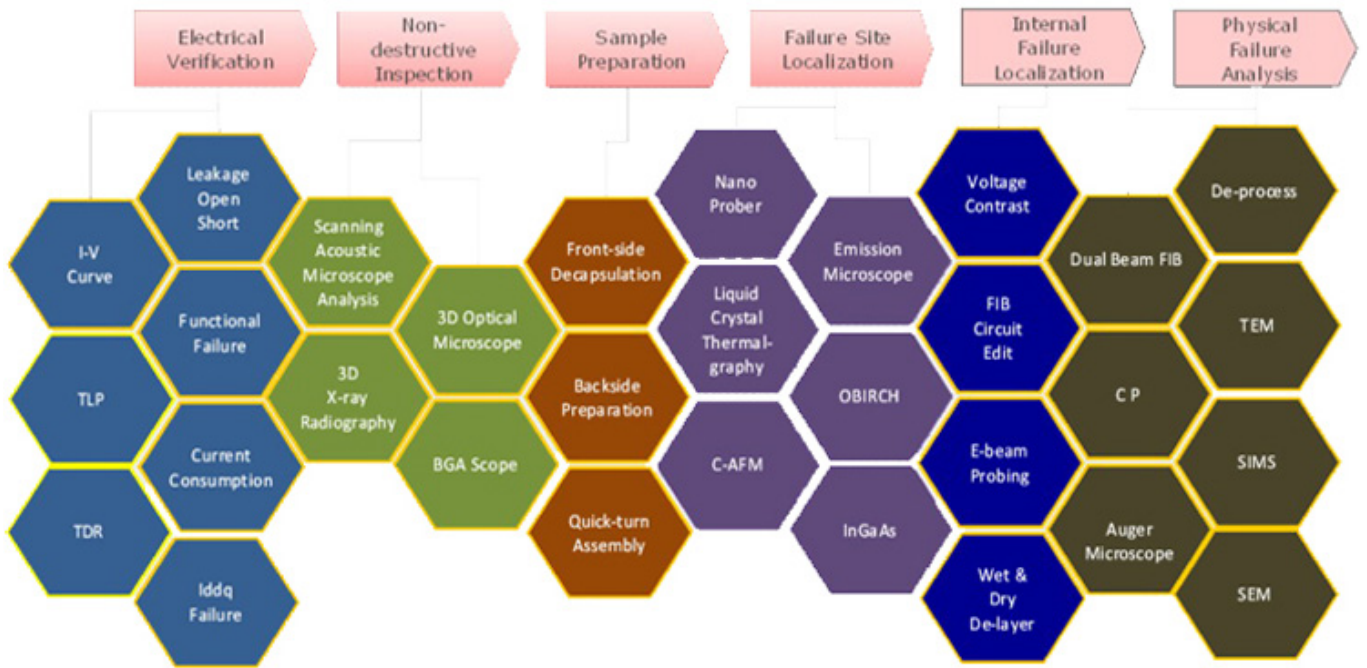 Electrical
Verification
Non-
destructive
Inspection
Sample
Preparation
Failure Site
Localization
Internal
Failure
Localization
Physical
Failure
Analysis
I-V
Curve
TLP
TDR
Leakage
Open
Short
Functional
Failure
Current
Consumption
Iddq
Failure
Scanning
Acoustic
Microscope
Analysis
3D
X-ray
Radiography
3D Optical
Microscope
BGA Scope
Front-side
Decapsulation
Backside
Preparation
Quick-turn
Assembly
Nano
Prober
Liquid
Crystal
Thermal-
graphy
C-AFM
Emission
Microscope
OBIRCH
InGaAs
Voltage
Contrast
FIB
Circuit
Edit
E-beam
Probing
Wet &
Dry
De-layer
Dual Beam FIB
C P
Auger
Microscope
De-process
TEM
SIMS
SEM